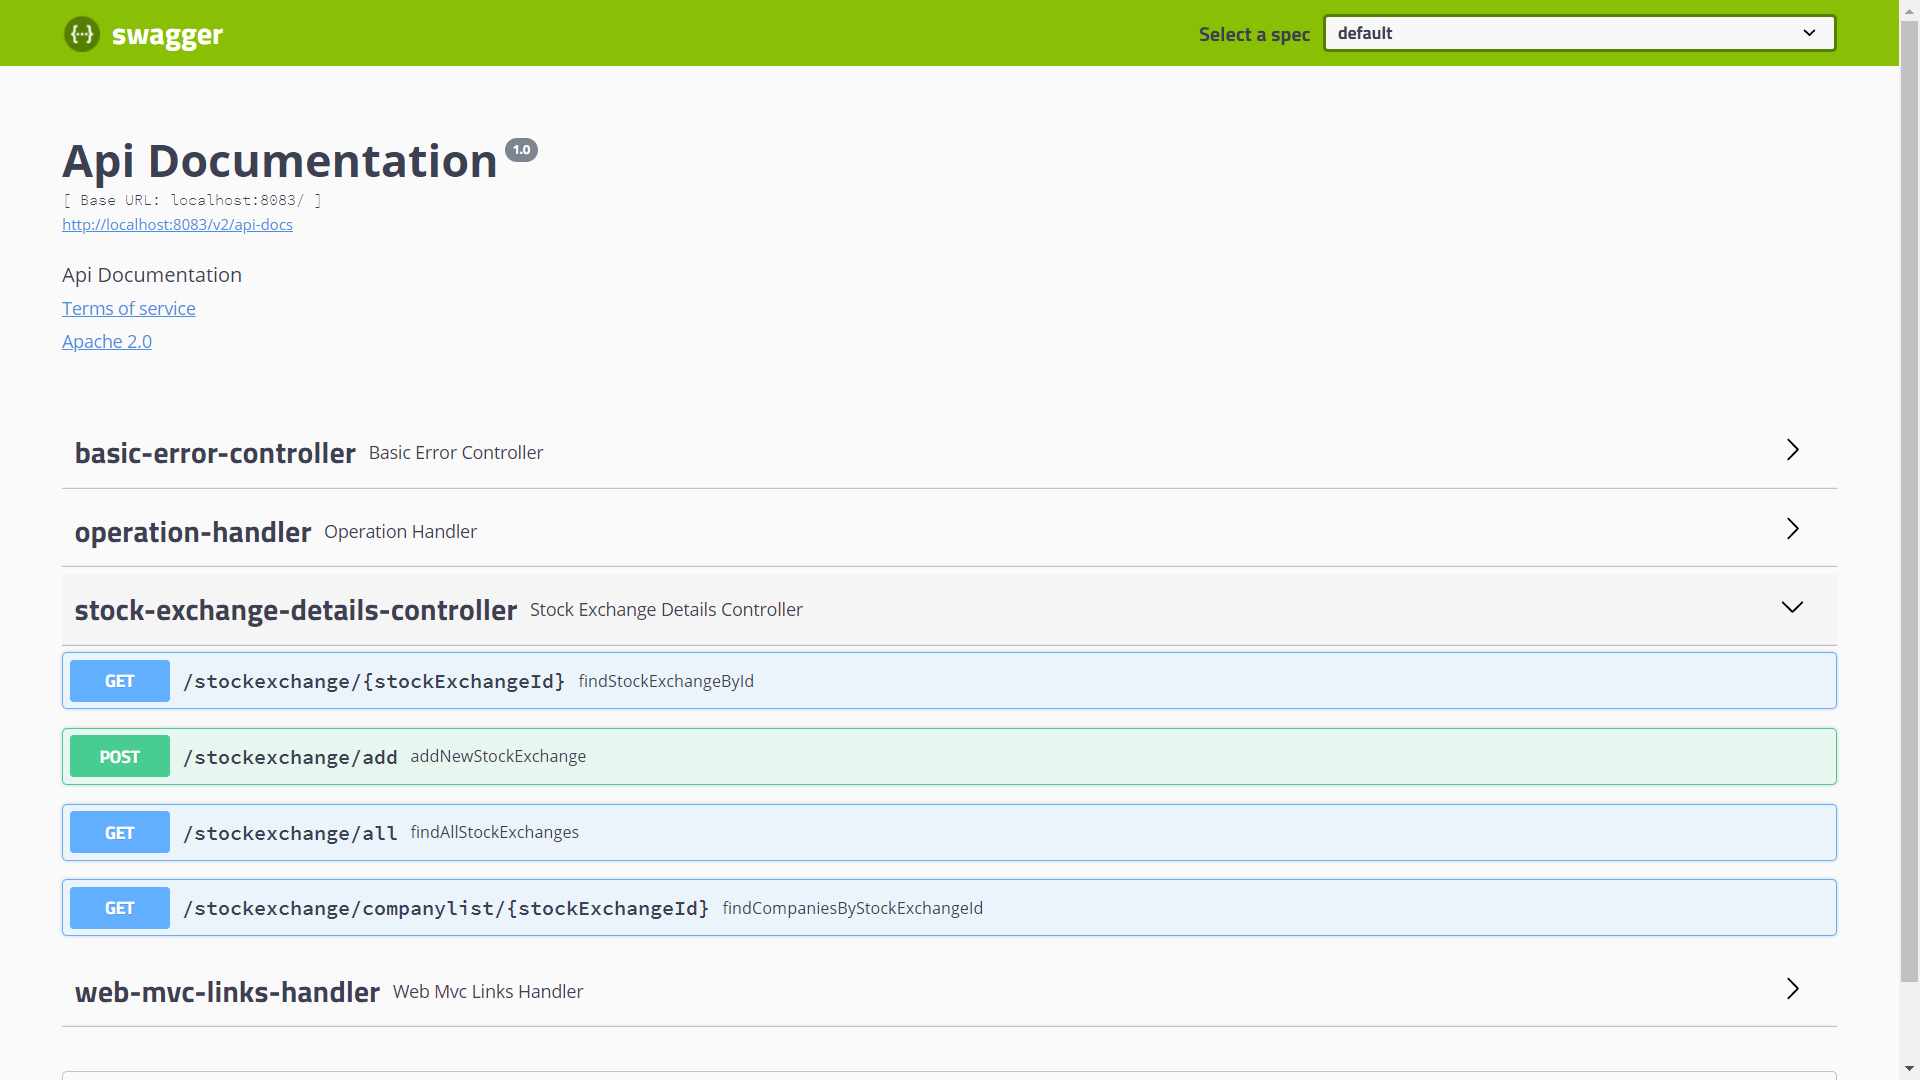 swagger
Select a spec default
Api Documentation 1.0
[ Base URL: localhost:8083/ ]
http://localhost:8083/v2/api-docs
Api Documentation
Terms of service
Apache 2.0
basic-error-controller Basic Error Controller
operation-handler Operation Handler
stock-exchange-details-controller Stock Exchange Details Controller
GET /stockexchange/{stockExchangeId} findStockExchangeById
POST /stockexchange/add addNewStockExchange
GET /stockexchange/all findAllStockExchanges
GET /stockexchange/companylist/{stockExchangeId} findCompaniesByStockExchangeId
web-mvc-links-handler Web Mvc Links Handler